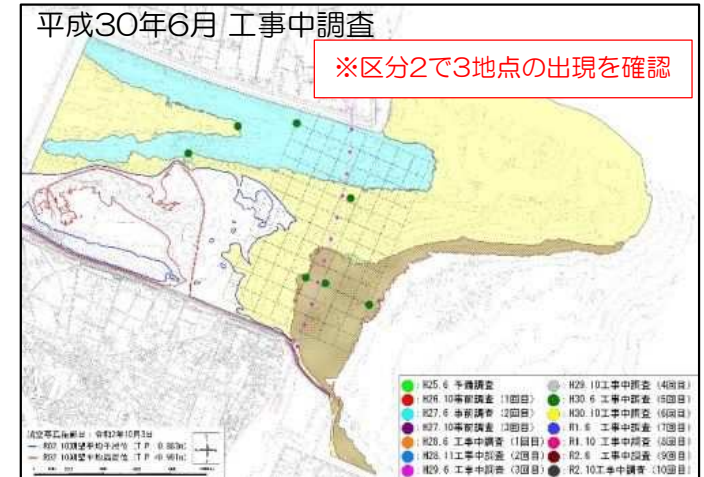 平成30年6月 工事中調査
※区分2で3地点の出現を確認
H25.6 予備調査
H26.10事前調査 (1回目)
H27.6 事前調査 (2回目)
H27.10事前調査 (3回目)
H28.6 工事中調査 (1回目)
H28.11工事中調査 (2回目)
H29.6 工事中調査 (3回目)
H29.10工事中調査 (4回目)
H30.6 工事中調査 (5回目)
H30.10工事中調査 (6回目)
R1.6 工事中調査 (7回目)
R1.10 工事中調査 (8回目)
R2.6 工事中調査 (9回目)
R2.10工事中調査 (10回目)